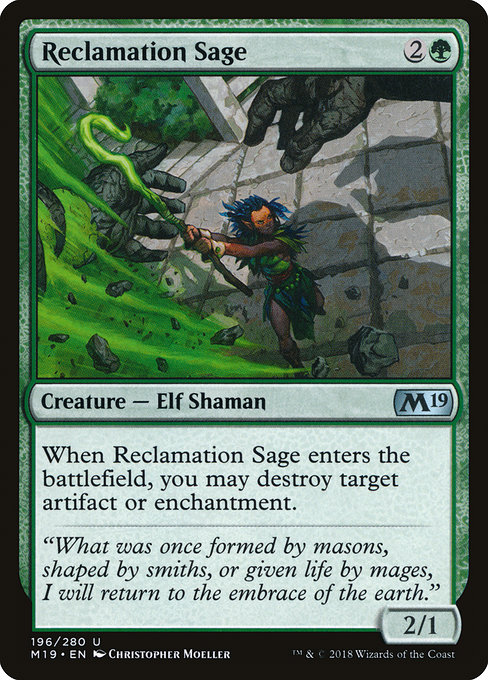 Reclamation Sage 2
Creature — Elf Shaman M19
When Reclamation Sage enters the
battlefield, you may destroy target
artifact or enchantment.
“What was once formed by masons,
shaped by smiths, or given life by mages,
I will return to the embrace of the earth.”
2/1
196/280 U
M19 • EN Christopher Moeller ™ & © 2018 Wizards of the Coast